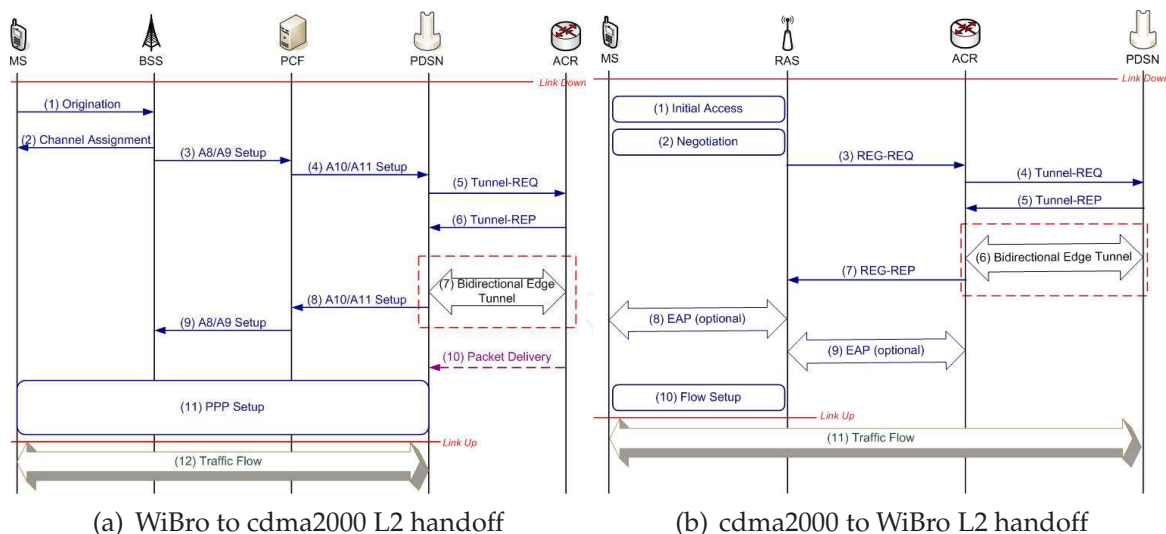 MS
BSS
PCF
PDSN
ACR
Link Down
(1) Origination
(2) Channel Assignment
(3) A8/A9 Setup
(4) A10/A11 Setup
(5) Tunnel-REQ
(6) Tunnel-REP
(7) Bidirectional Edge
Tunnel
(8) A10/A11 Setup
(9) A8/A9 Setup
(10) Packet Delivery
(11) PPP Setup
Link Up
(12) Traffic Flow
(a) WiBro to cdma2000 L2 handoff
MS
RAS
ACR
PDSN
Link Down
(1) Initial Access
(2) Negotiation
(3) REG-REQ
(4) Tunnel-REQ
(5) Tunnel-REP
(6) Bidirectional Edge Tunnel
(7) REG-REP
(8) EAP (optional)
(9) EAP (optional)
(10) Flow Setup
Link Up
(11) Traffic Flow
(b) cdma2000 to WiBro L2 handoff